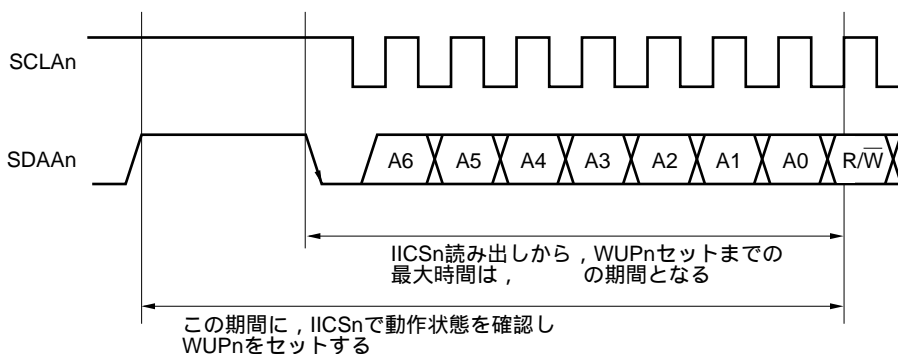 SCLAn
SDAAn
A6 A5 A4 A3 A2 A1 A0 R/W̅
IICSn読み出しから，WUPnセットまでの
最大時間は，　　　の期間となる
この期間に，IICSnで動作状態を確認し
WUPnをセットする